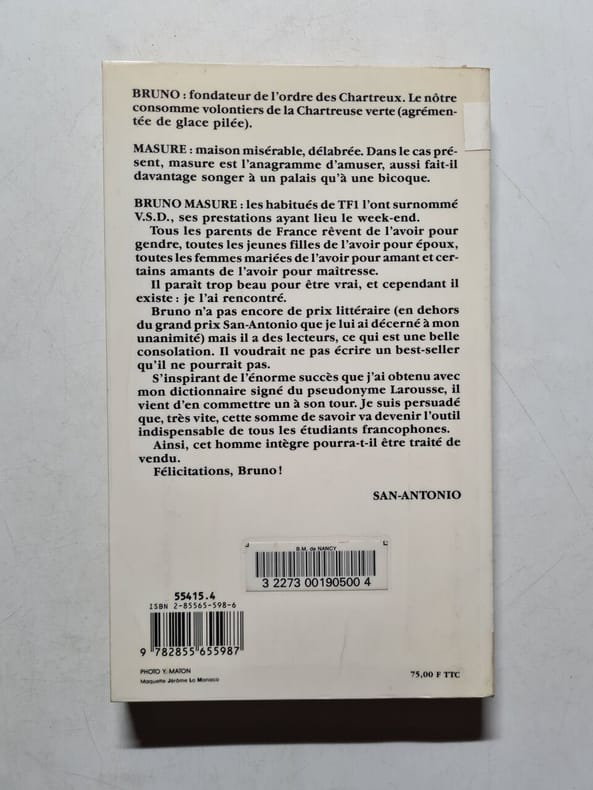 BRUNO : fondateur de l'ordre des Chartreux. Le nôtre
consomme volontiers de la Chartreuse verte (agrémen-
tée de glace pilée).
MASURE : maison misérable, délabrée. Dans le cas pré-
sent, masure est l'anagramme d'amuser, aussi fait-il
davantage songer à un palais qu'à une bicoque.
BRUNO MASURE : les habitués de TF1 l'ont surnommé
V.S.D., ses prestations ayant lieu le week-end.
Tous les parents de France rêvent de l'avoir pour
gendre, toutes les jeunes filles de l'avoir pour époux,
toutes les femmes mariées de l'avoir pour amant et cer-
tains amants de l'avoir pour maîtresse.
Il paraît trop beau pour être vrai, et cependant il
existe : je l'ai rencontré.
Bruno n'a pas encore de prix littéraire (en dehors
du grand prix San-Antonio que je lui ai décerné à mon
unanimité) mais il a des lecteurs, ce qui est une belle
consolation. Il voudrait ne pas écrire un best-seller
qu'il ne pourrait pas.
S'inspirant de l'énorme succès que j'ai obtenu avec
mon dictionnaire signé du pseudonyme Larousse, il
vient d'en commettre un à son tour. Je suis persuadé
que, très vite, cette somme de savoir va devenir l'outil
indispensable de tous les étudiants francophones.
Ainsi, cet homme intègre pourra-t-il être traité de
vendu.
Félicitations, Bruno !
SAN-ANTONIO
B.M. de NANCY
3 2273 00190500 4
55415.4
ISBN 2-85565-598-6
9 782855 655987
PHOTO Y. MATON
Maquette Jérôme Lo Monaco
75,00 F TTC